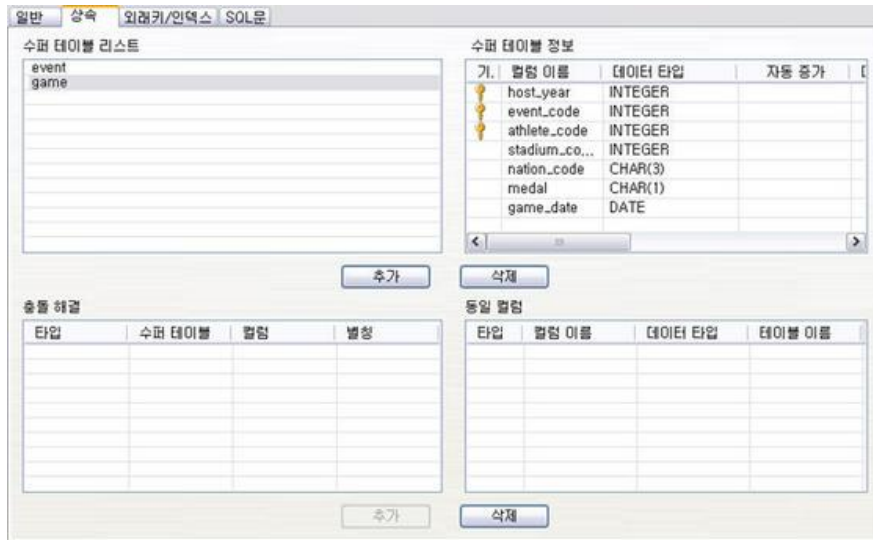 일반 상속 외래키/인덱스 SQL문
수퍼 테이블 리스트
event
game
수퍼 테이블 정보
기. 컬럼 이름 데이터 타입 자동 증가
host_year INTEGER
event_code INTEGER
athlete_code INTEGER
stadium_co... INTEGER
nation_code CHAR(3)
medal CHAR(1)
game_date DATE
추가 삭제
충돌 해결
타입 수퍼 테이블 컬럼 별칭
동일 컬럼
타입 컬럼 이름 데이터 타입 테이블 이름
추가 삭제